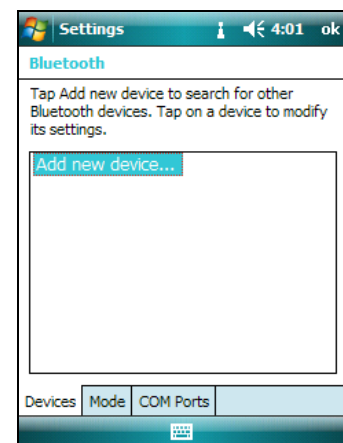 Settings 4:01 ok
Bluetooth
Tap Add new device to search for other
Bluetooth devices. Tap on a device to modify
its settings.
Add new device...
Devices Mode COM Ports